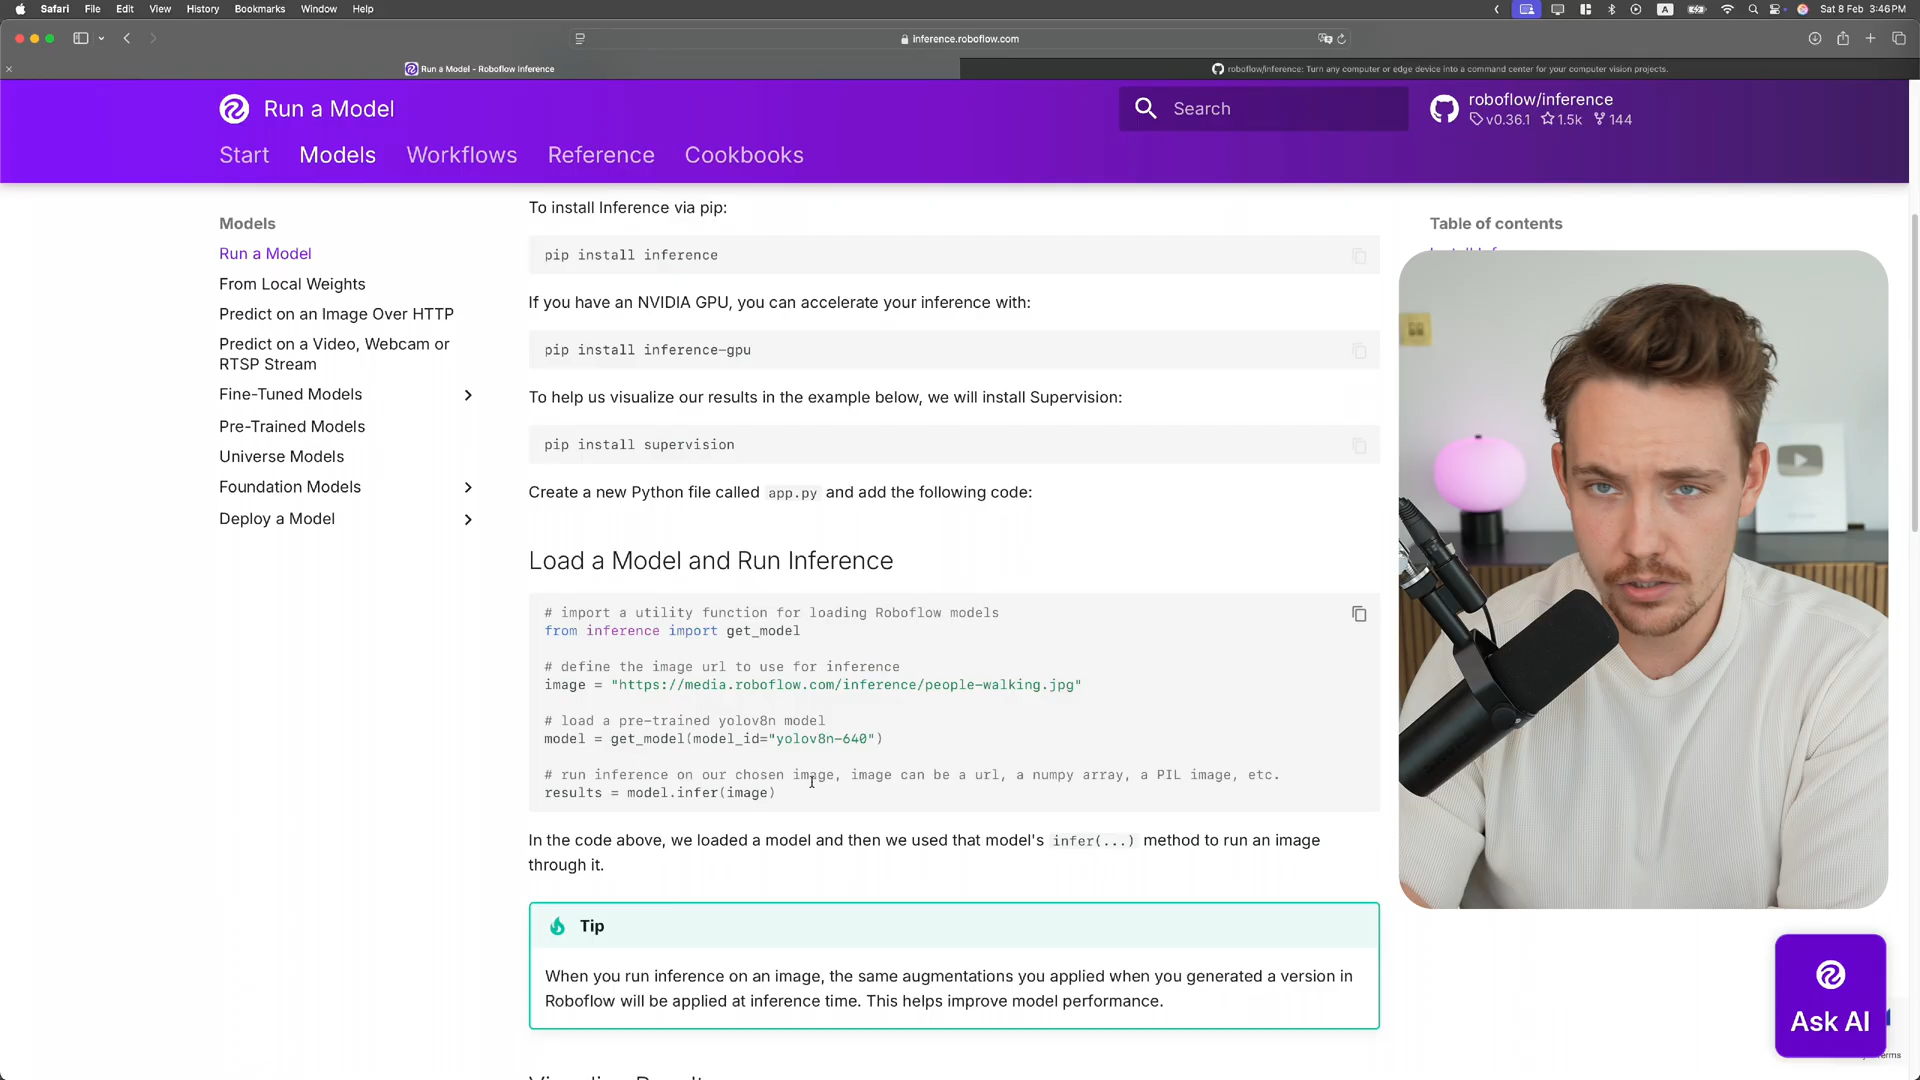 Safari File Edit View History Bookmarks Window Help
A Sat 8 Feb 3:46 PM
inference.roboflow.com
Run a Model - Roboflow Inference
roboflow/inference: Turn any computer or edge device into a command center for your computer vision projects.
Run a Model
Search
roboflow/inference
v0.36.1 1.5k 144
Start Models Workflows Reference Cookbooks
Models
Run a Model
From Local Weights
Predict on an Image Over HTTP
Predict on a Video, Webcam or
RTSP Stream
Fine-Tuned Models
Pre-Trained Models
Universe Models
Foundation Models
Deploy a Model
To install Inference via pip:
pip install inference
If you have an NVIDIA GPU, you can accelerate your inference with:
pip install inference-gpu
To help us visualize our results in the example below, we will install Supervision:
pip install supervision
Create a new Python file called app.py and add the following code:
Load a Model and Run Inference
# import a utility function for loading Roboflow models
from inference import get_model
# define the image url to use for inference
image = "https://media.roboflow.com/inference/people-walking.jpg"
# load a pre-trained yolov8n model
model = get_model(model_id="yolov8n-640")
# run inference on our chosen image, image can be a url, a numpy array, a PIL image, etc.
results = model.infer(image)
In the code above, we loaded a model and then we used that model's infer(...) method to run an image
through it.
Tip
When you run inference on an image, the same augmentations you applied when you generated a version in
Roboflow will be applied at inference time. This helps improve model performance.
Table of contents
Ask AI